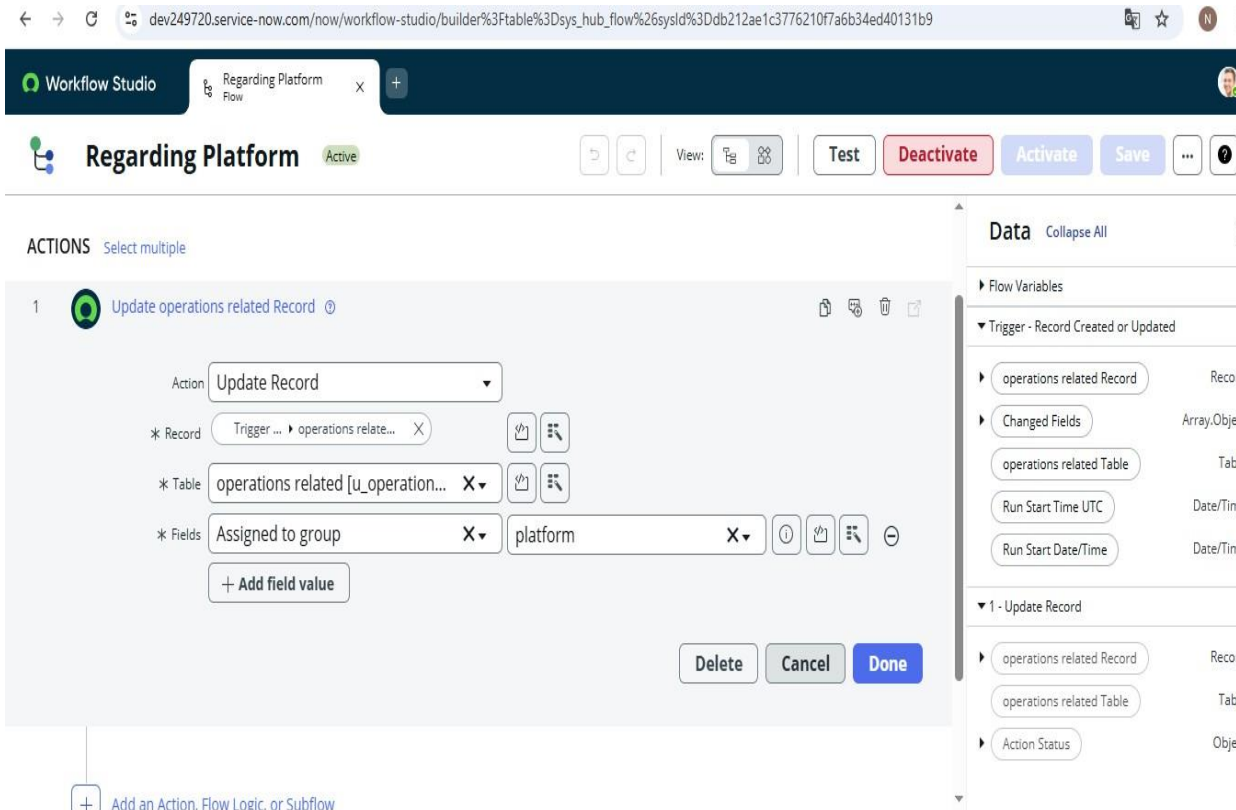 dev249720.service-now.com/now/workflow-studio/builder%3Ftable%3Dsys_hub_flow%26sysId%3Ddb212ae1c3776210f7a6b34ed40131b9
N
Workflow Studio
Regarding Platform
Flow
X
+
Regarding Platform
Active
View:
Test
Deactivate
Activate
Save
...
?
ACTIONS Select multiple
1 Update operations related Record
Action Update Record
* Record Trigger ... ▸ operations relate... X
* Table operations related [u_operation... X
* Fields Assigned to group X platform X
+ Add field value
Delete Cancel Done
+ Add an Action, Flow Logic, or Subflow
Data Collapse All
Flow Variables
Trigger - Record Created or Updated
operations related Record Reco
Changed Fields Array.Obje
operations related Table Tab
Run Start Time UTC Date/Tim
Run Start Date/Time Date/Tim
1 - Update Record
operations related Record Reco
operations related Table Tab
Action Status Obje